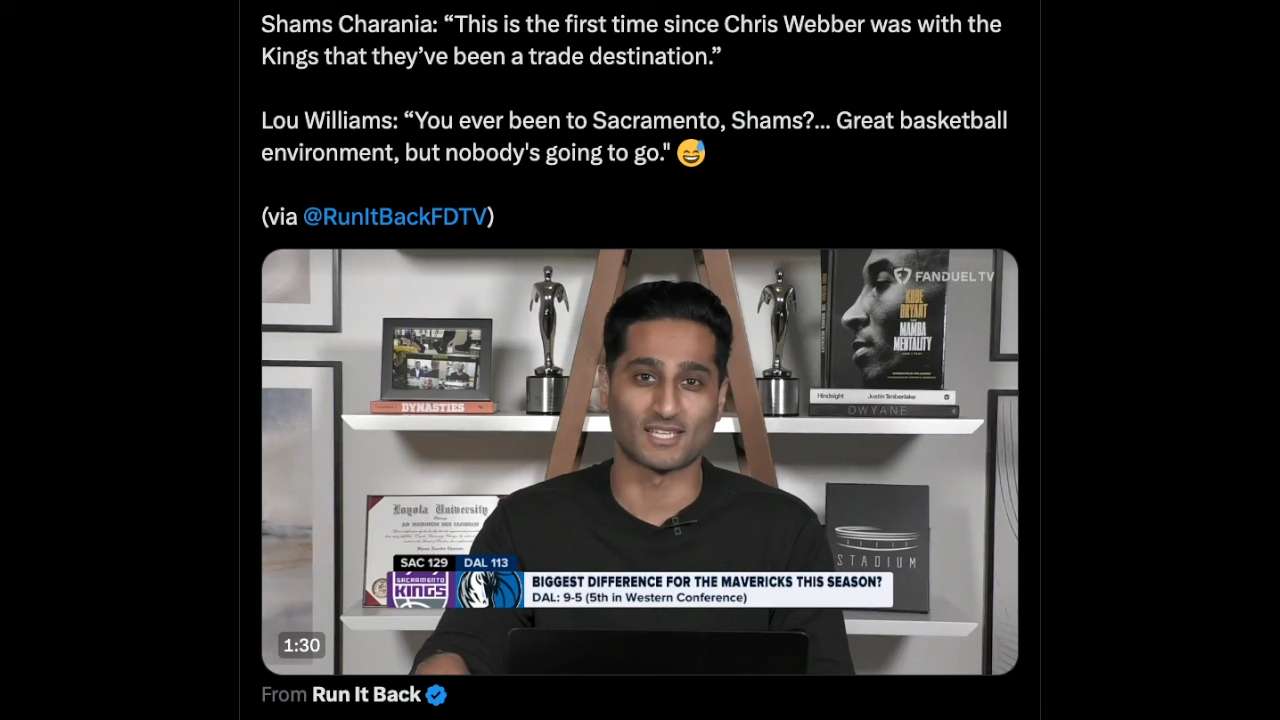 Shams Charania: “This is the first time since Chris Webber was with the
Kings that they’ve been a trade destination.”
Lou Williams: “You ever been to Sacramento, Shams?... Great basketball
environment, but nobody's going to go." 😅
(via @RunItBackFDTV)
FANDUEL TV
KOBE
BRYANT
THE
MAMBA
MENTALITY
DYNASTIES
Hindsight Justin Timberlake
DWYANE
Loyola University
STADIUM
SAC 129 DAL 113
SACRAMENTO
KINGS
BIGGEST DIFFERENCE FOR THE MAVERICKS THIS SEASON?
DAL: 9-5 (5th in Western Conference)
1:30
From Run It Back